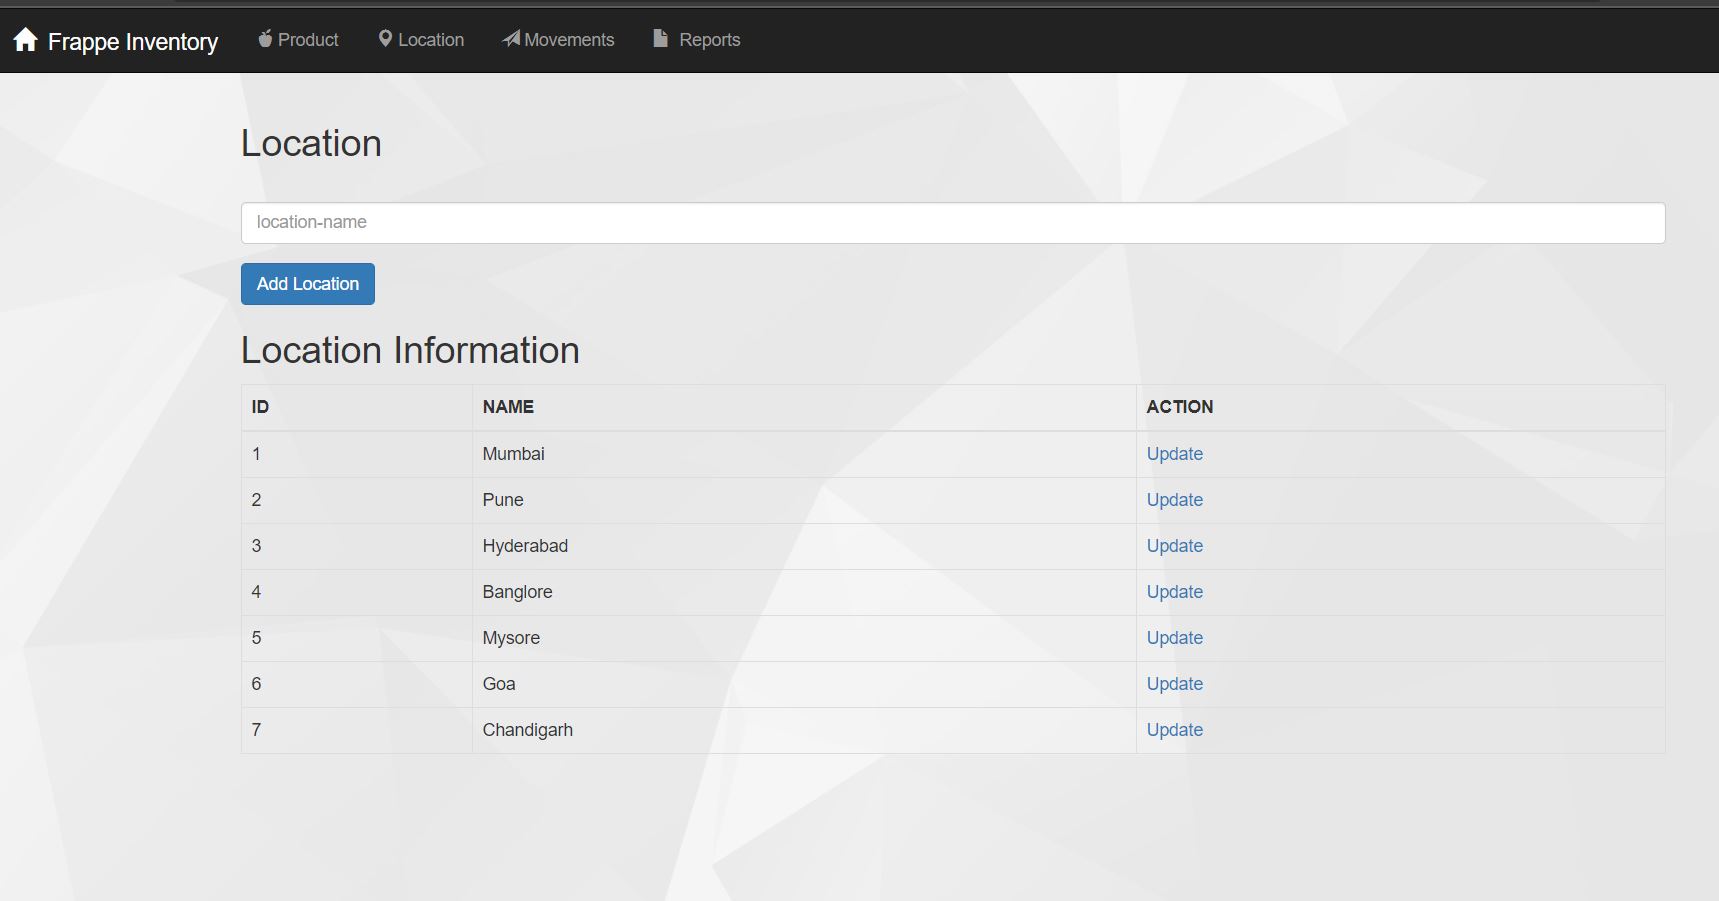 Frappe Inventory Product Location Movements Reports
Location
location-name
Add Location
Location Information
ID NAME ACTION
1 Mumbai Update
2 Pune Update
3 Hyderabad Update
4 Banglore Update
5 Mysore Update
6 Goa Update
7 Chandigarh Update